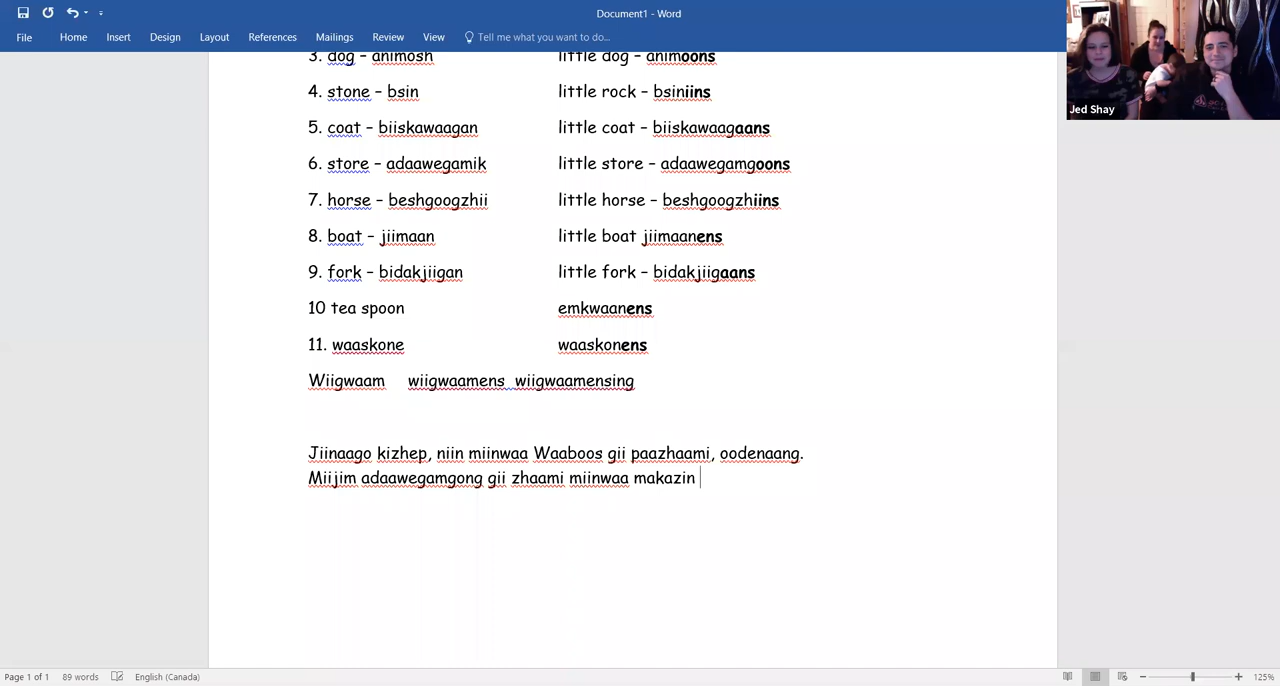 Document1 - Word
File Home Insert Design Layout References Mailings Review View Tell me what you want to do...
Jed Shay
3. dog – animosh little dog – animoons
4. stone – bsin little rock – bsiniins
5. coat – biiskawaagan little coat – biiskawaagaans
6. store – adaawegamik little store – adaawegamgoons
7. horse – beshgoogzhii little horse – beshgoogzhiins
8. boat – jiimaan little boat jiimaanens
9. fork – bidakjiigan little fork – bidakjiigaans
10 tea spoon emkwaanens
11. waaskone waaskonens
Wiigwaam wiigwaamens wiigwaamensing
Jiinaago kizhep, niin miinwaa Waaboos gii paazhaami, oodenaang.
Miijim adaawegamgong gii zhaami miinwaa makazin
Page 1 of 1 89 words English (Canada) 125%